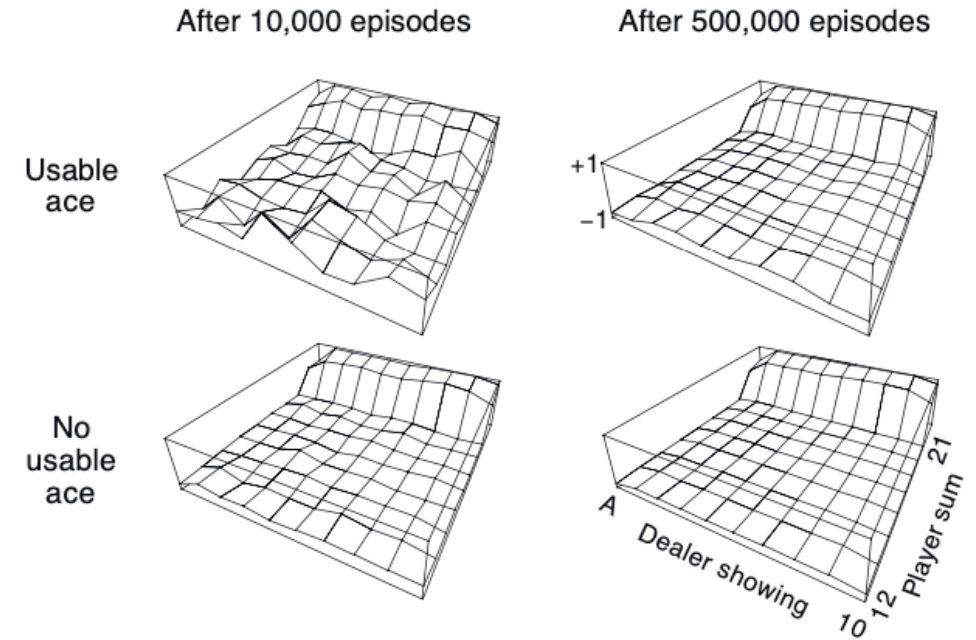 After 10,000 episodes
After 500,000 episodes
Usable
ace
+1
−1
No
usable
ace
A
Dealer showing
10
12
Player sum
21